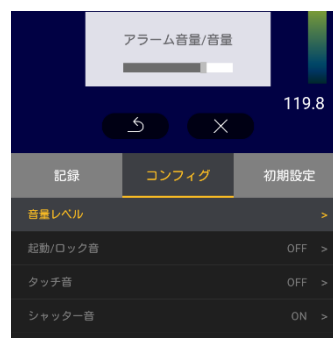 アラーム音量/音量
119.8
記録 コンフィグ 初期設定
音量レベル >
起動/ロック音 OFF >
タッチ音 OFF >
シャッター音 ON >